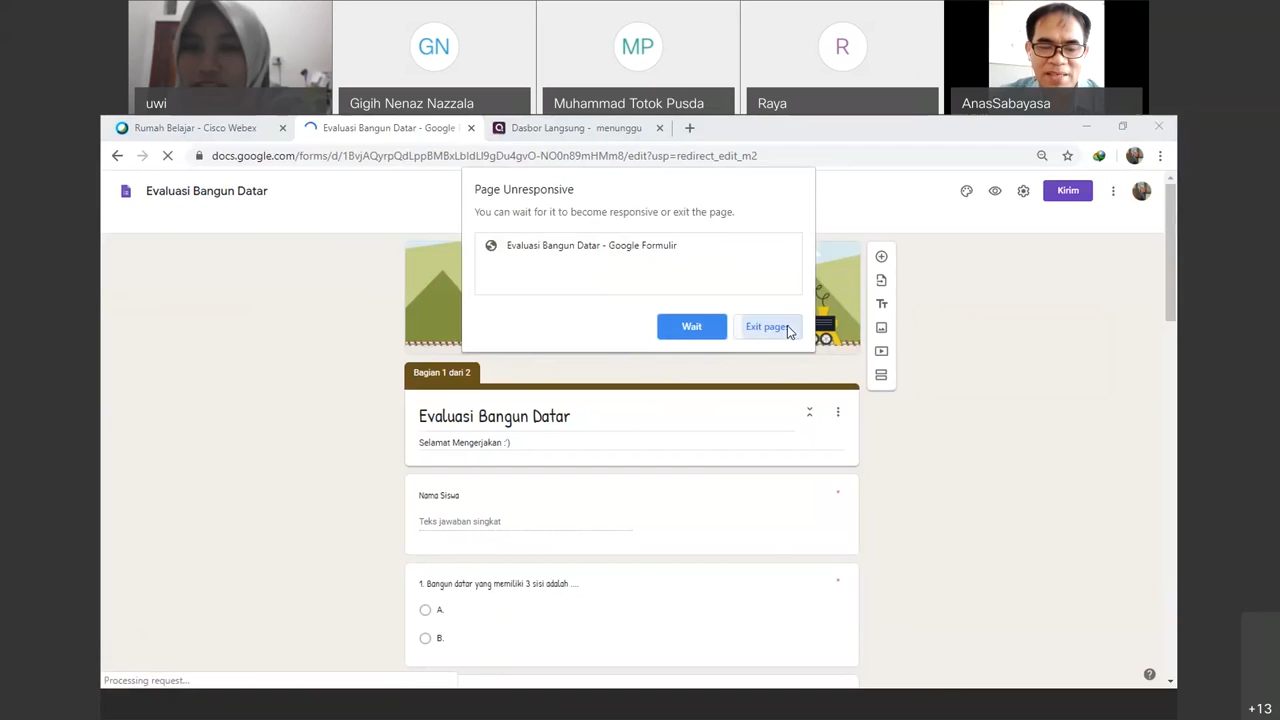 GN
MP
R
uwi
Gigih Nenaz Nazzala
Muhammad Totok Pusda
Raya
AnasSabayasa
Rumah Belajar - Cisco Webex
Evaluasi Bangun Datar - Google
Dasbor Langsung - menunggu
docs.google.com/forms/d/1BvjAQyrpQdLppBMBxLbldLI9gDu4gvO-NO0n89mHMm8/edit?usp=redirect_edit_m2
Evaluasi Bangun Datar
Kirim
Page Unresponsive
You can wait for it to become responsive or exit the page.
Evaluasi Bangun Datar - Google Formulir
Wait
Exit pages
Bagian 1 dari 2
Evaluasi Bangun Datar
Selamat Mengerjakan :')
Nama Siswa
*
Teks jawaban singkat
1. Bangun datar yang memiliki 3 sisi adalah ....
*
A.
B.
Processing request...
+13